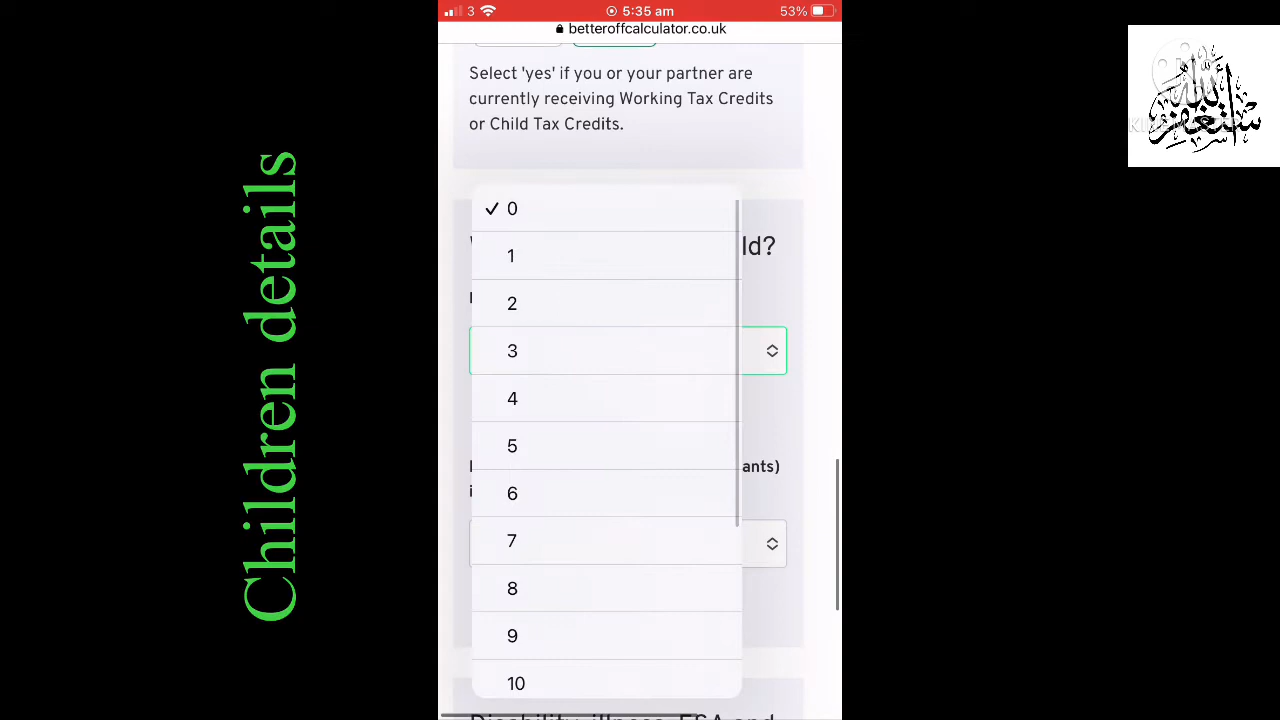 3
5:35 am
53%
betteroffcalculator.co.uk
Select 'yes' if you or your partner are
currently receiving Working Tax Credits
or Child Tax Credits.
✓ 0
ld?
1
2
3
4
5
ants)
6
7
8
9
10
Children details
أستغفر الله